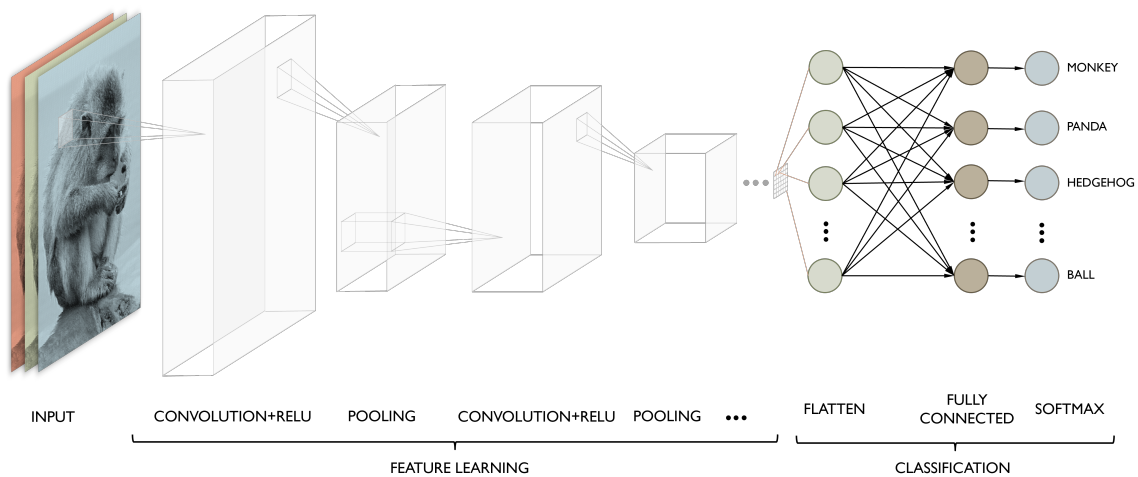 MONKEY
PANDA
HEDGEHOG
BALL
INPUT
CONVOLUTION+RELU
POOLING
CONVOLUTION+RELU
POOLING
FLATTEN
FULLY
CONNECTED
SOFTMAX
FEATURE LEARNING
CLASSIFICATION